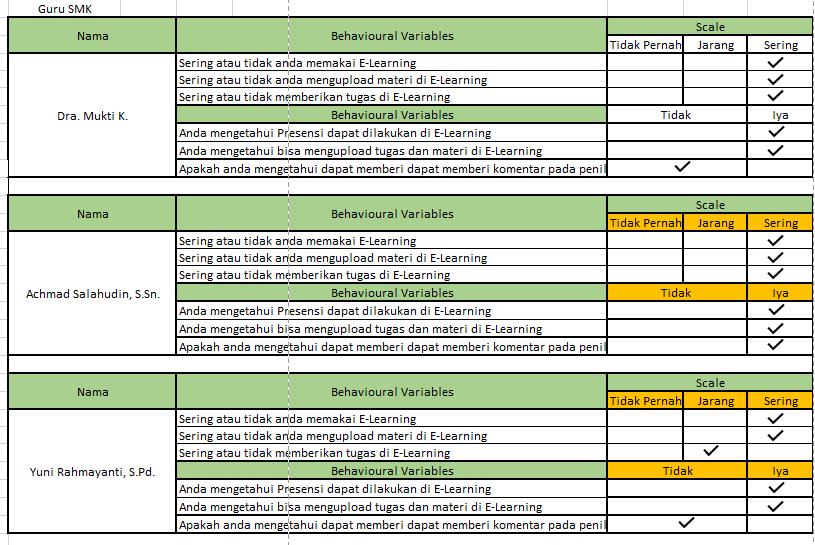 Guru SMK
Nama Behavioural Variables Scale
Tidak Pernah Jarang Sering
Dra. Mukti K.
Sering atau tidak anda memakai E-Learning ✓
Sering atau tidak anda mengupload materi di E-Learning ✓
Sering atau tidak memberikan tugas di E-Learning ✓
Behavioural Variables Tidak Iya
Anda mengetahui Presensi dapat dilakukan di E-Learning ✓
Anda mengetahui bisa mengupload tugas dan materi di E-Learning ✓
Apakah anda mengetahui dapat memberi dapat memberi komentar pada penil ✓
Nama Behavioural Variables Scale
Tidak Pernah Jarang Sering
Achmad Salahudin, S.Sn.
Sering atau tidak anda memakai E-Learning ✓
Sering atau tidak anda mengupload materi di E-Learning ✓
Sering atau tidak memberikan tugas di E-Learning ✓
Behavioural Variables Tidak Iya
Anda mengetahui Presensi dapat dilakukan di E-Learning ✓
Anda mengetahui bisa mengupload tugas dan materi di E-Learning ✓
Apakah anda mengetahui dapat memberi dapat memberi komentar pada penil ✓
Nama Behavioural Variables Scale
Tidak Pernah Jarang Sering
Yuni Rahmayanti, S.Pd.
Sering atau tidak anda memakai E-Learning ✓
Sering atau tidak anda mengupload materi di E-Learning ✓
Sering atau tidak memberikan tugas di E-Learning ✓
Behavioural Variables Tidak Iya
Anda mengetahui Presensi dapat dilakukan di E-Learning ✓
Anda mengetahui bisa mengupload tugas dan materi di E-Learning ✓
Apakah anda mengetahui dapat memberi dapat memberi komentar pada penil ✓